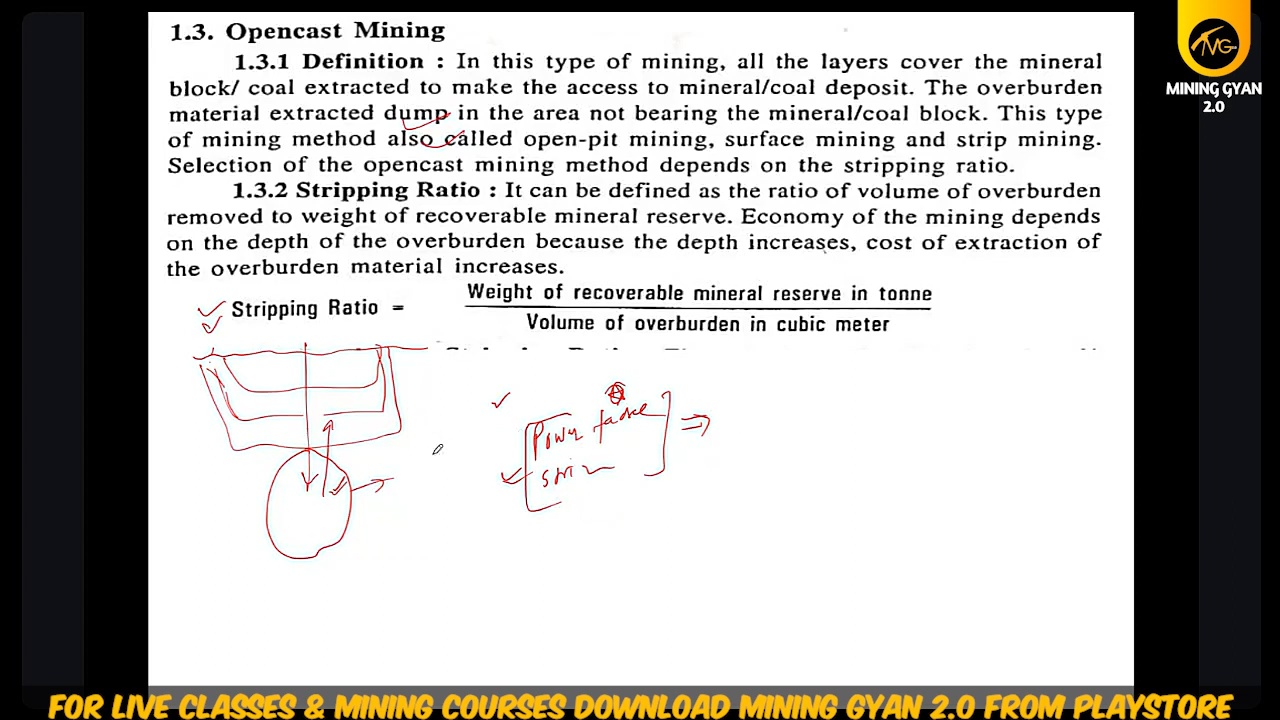 1.3. Opencast Mining
1.3.1 Definition : In this type of mining, all the layers cover the mineral
block/ coal extracted to make the access to mineral/coal deposit. The overburden
material extracted dump in the area not bearing the mineral/coal block. This type
of mining method also called open-pit mining, surface mining and strip mining.
Selection of the opencast mining method depends on the stripping ratio.
1.3.2 Stripping Ratio : It can be defined as the ratio of volume of overburden
removed to weight of recoverable mineral reserve. Economy of the mining depends
on the depth of the overburden because the depth increases, cost of extraction of
the overburden material increases.
Stripping Ratio =
Weight of recoverable mineral reserve in tonne
Volume of overburden in cubic meter
Power
TMG
MINING GYAN
2.0
FOR LIVE CLASSES & MINING COURSES DOWNLOAD MINING GYAN 2.0 FROM PLAYSTORE